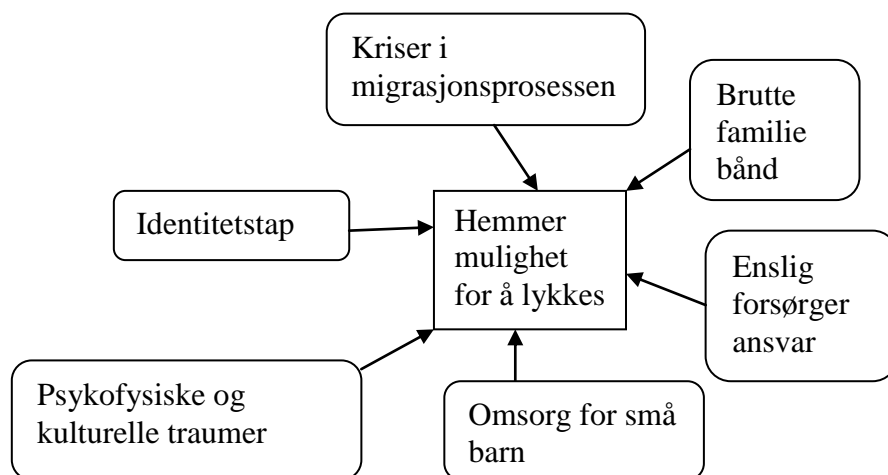 Kriser i
migrasjonsprosessen
Brutte
familie
bånd
Identitetstap
Hemmer
mulighet
for å lykkes
Enslig
forsørger
ansvar
Psykofysiske og
kulturelle traumer
Omsorg for små
barn